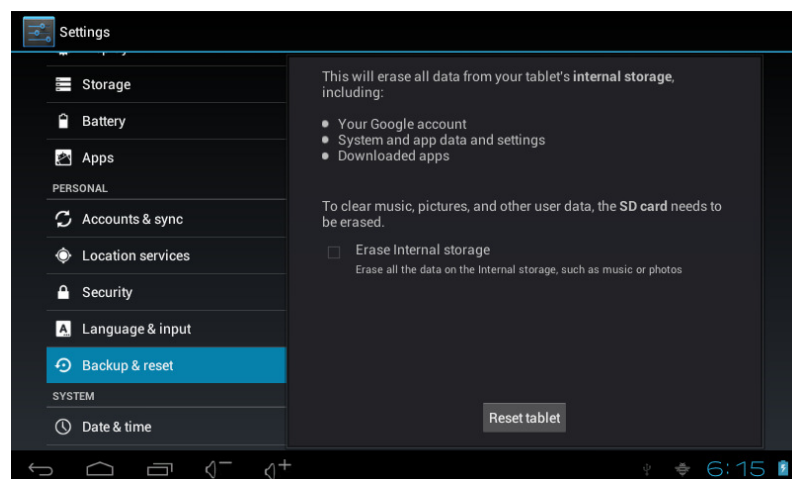 Settings
Storage
Battery
Apps
PERSONAL
Accounts & sync
Location services
Security
Language & input
Backup & reset
SYSTEM
Date & time
This will erase all data from your tablet's internal storage,
including:
Your Google account
System and app data and settings
Downloaded apps
To clear music, pictures, and other user data, the SD card needs to
be erased.
Erase Internal storage
Erase all the data on the Internal storage, such as music or photos
Reset tablet
6:15